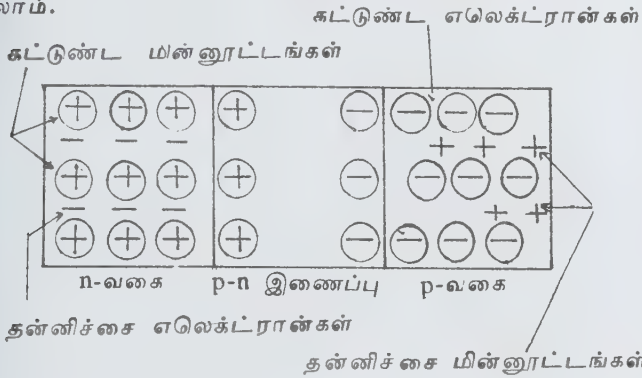 லாம்.
கட்டுண்ட எலெக்ட்ரான்கள்
கட்டுண்ட மின்னூட்டங்கள்
n-வகை p-n இணைப்பு p-வகை
தன்னிச்சை எலெக்ட்ரான்கள்
தன்னிச்சை மின்னூட்டங்கள்